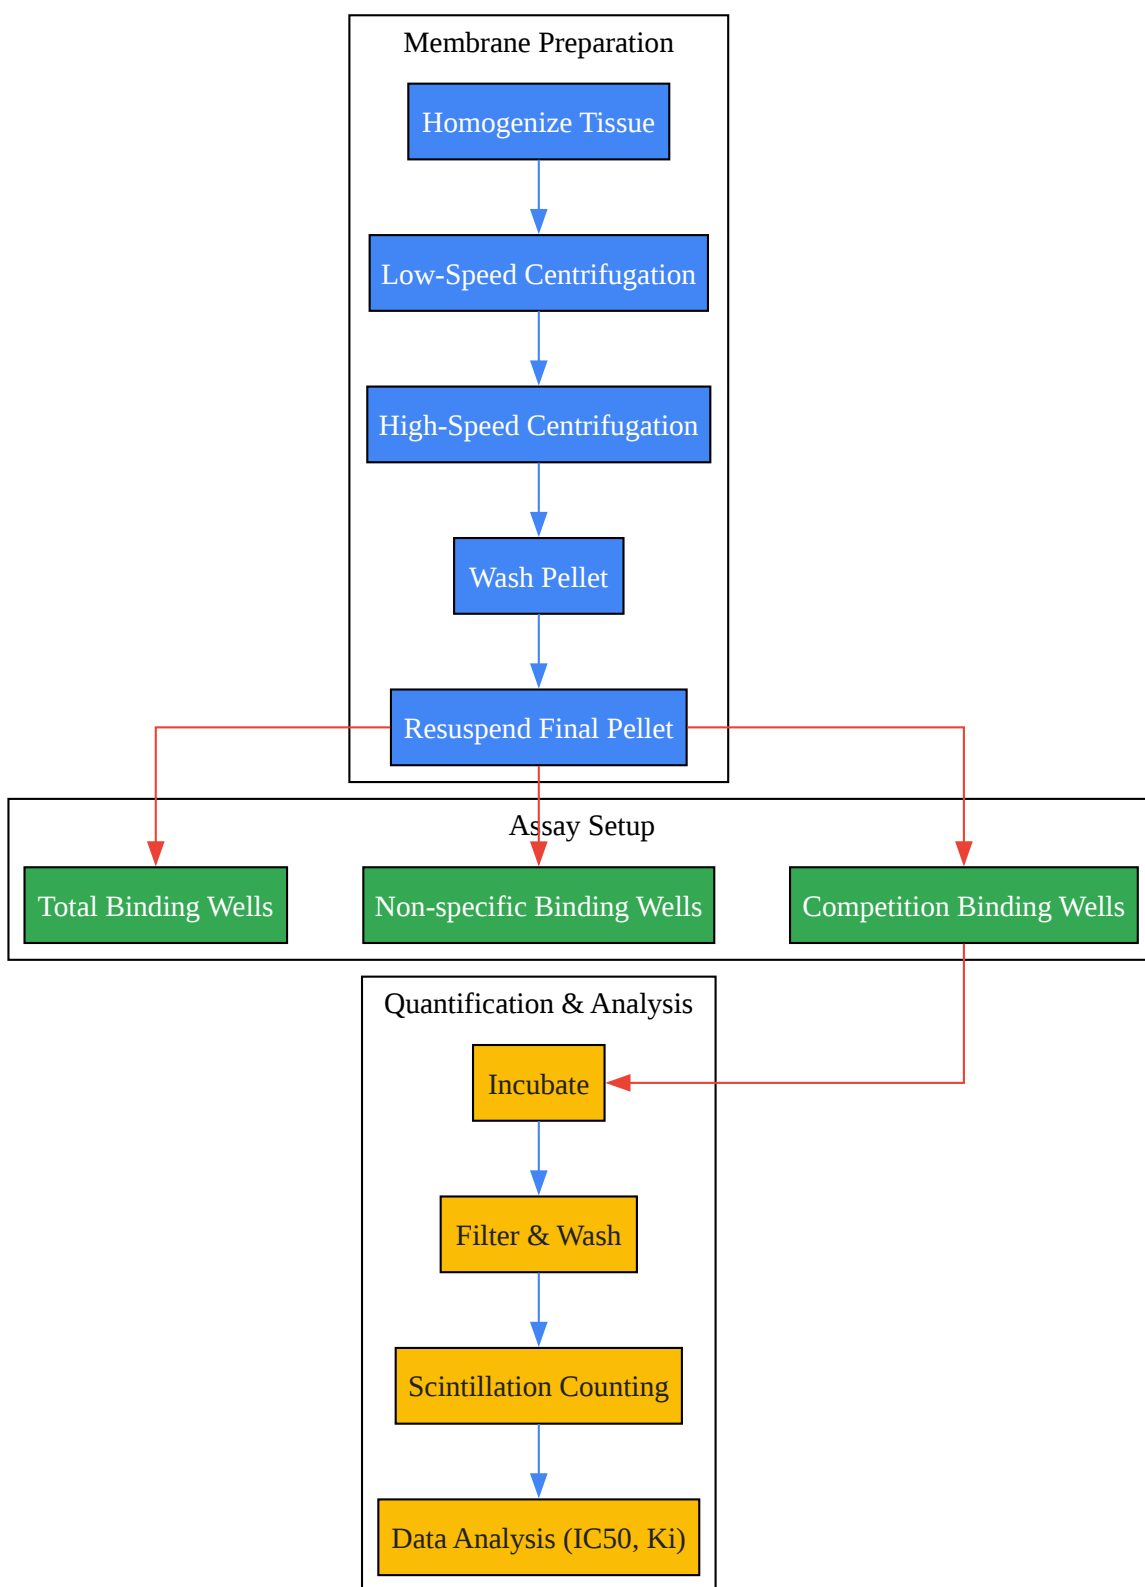 Membrane Preparation
Homogenize Tissue
Low-Speed Centrifugation
High-Speed Centrifugation
Wash Pellet
Resuspend Final Pellet
Assay Setup
Total Binding Wells
Non-specific Binding Wells
Competition Binding Wells
Quantification & Analysis
Incubate
Filter & Wash
Scintillation Counting
Data Analysis (IC50, Ki)